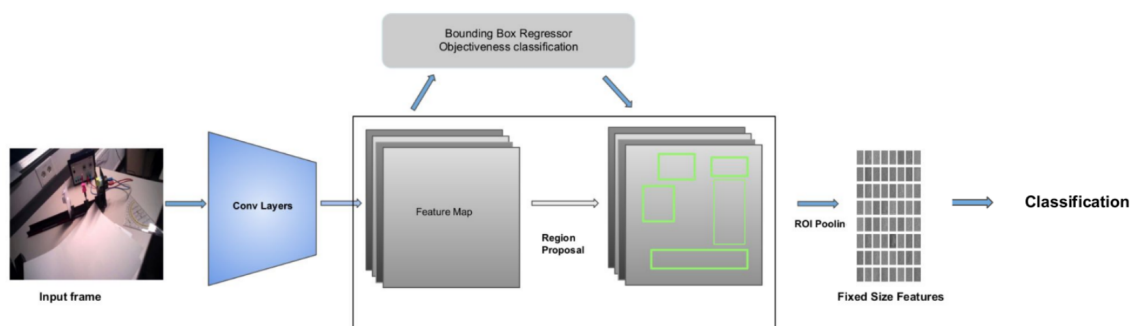 Bounding Box Regressor
Objectiveness classification
Conv Layers
Feature Map
Region
Proposal
ROI Poolin
Classification
Input frame
Fixed Size Features